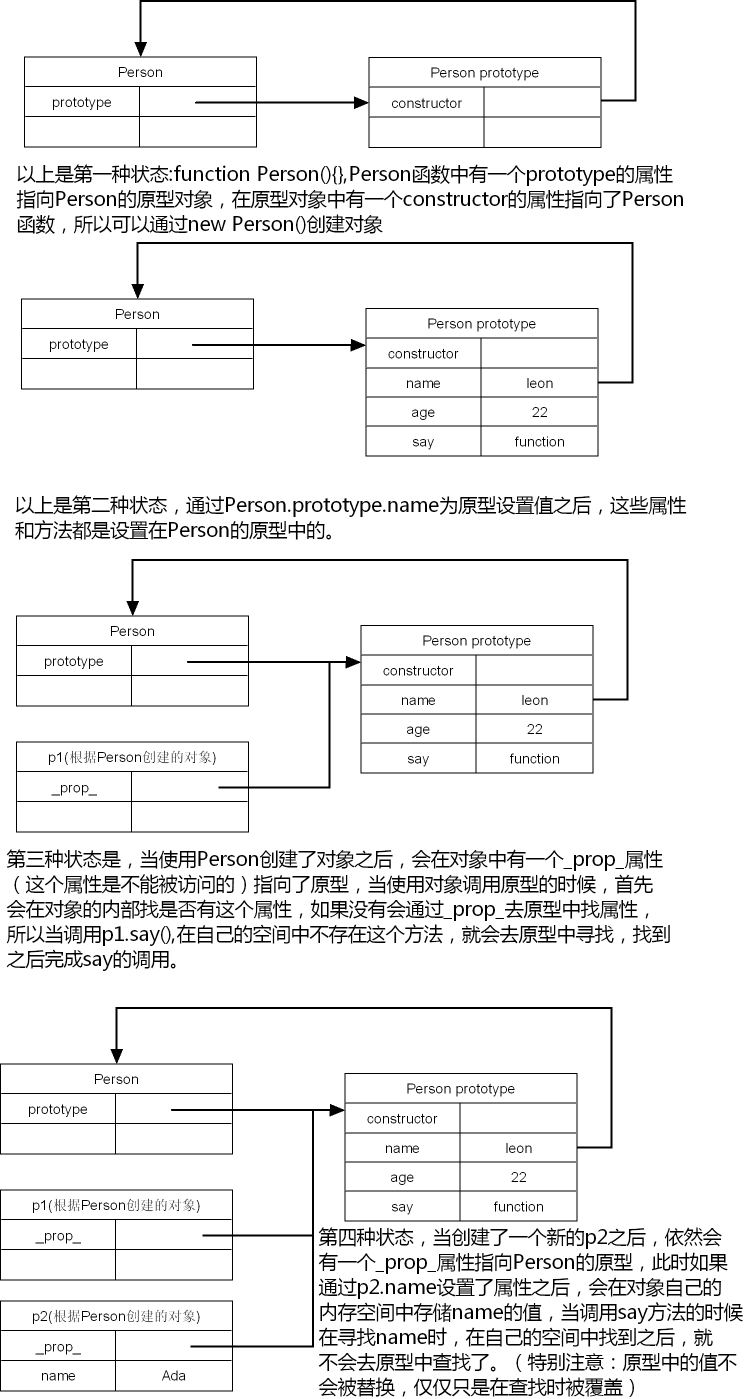 Person
prototype
Person prototype
constructor
以上是第一种状态:function Person(){},Person函数中有一个prototype的属性
指向Person的原型对象，在原型对象中有一个constructor的属性指向了Person
函数，所以可以通过new Person()创建对象
Person
prototype
Person prototype
constructor
name leon
age 22
say function
以上是第二种状态，通过Person.prototype.name为原型设置值之后，这些属性
和方法都是设置在Person的原型中的。
Person
prototype
Person prototype
constructor
name leon
age 22
say function
p1(根据Person创建的对象)
_prop_
第三种状态是，当使用Person创建了对象之后，会在对象中有一个_prop_属性
（这个属性是不能被访问的）指向了原型，当使用对象调用原型的时候，首先
会在对象的内部找是否有这个属性，如果没有会通过_prop_去原型中找属性，
所以当调用p1.say(),在自己的空间中不存在这个方法，就会去原型中寻找，找到
之后完成say的调用。
Person
prototype
Person prototype
constructor
name leon
age 22
say function
p1(根据Person创建的对象)
_prop_
p2(根据Person创建的对象)
_prop_
name Ada
第四种状态，当创建了一个新的p2之后，依然会
有一个_prop_属性指向Person的原型，此时如果
通过p2.name设置了属性之后，会在对象自己的
内存空间中存储name的值，当调用say方法的时候
在寻找name时，在自己的空间中找到之后，就
不会去原型中查找了。（特别注意：原型中的值不
会被替换，仅仅只是在查找时被覆盖）